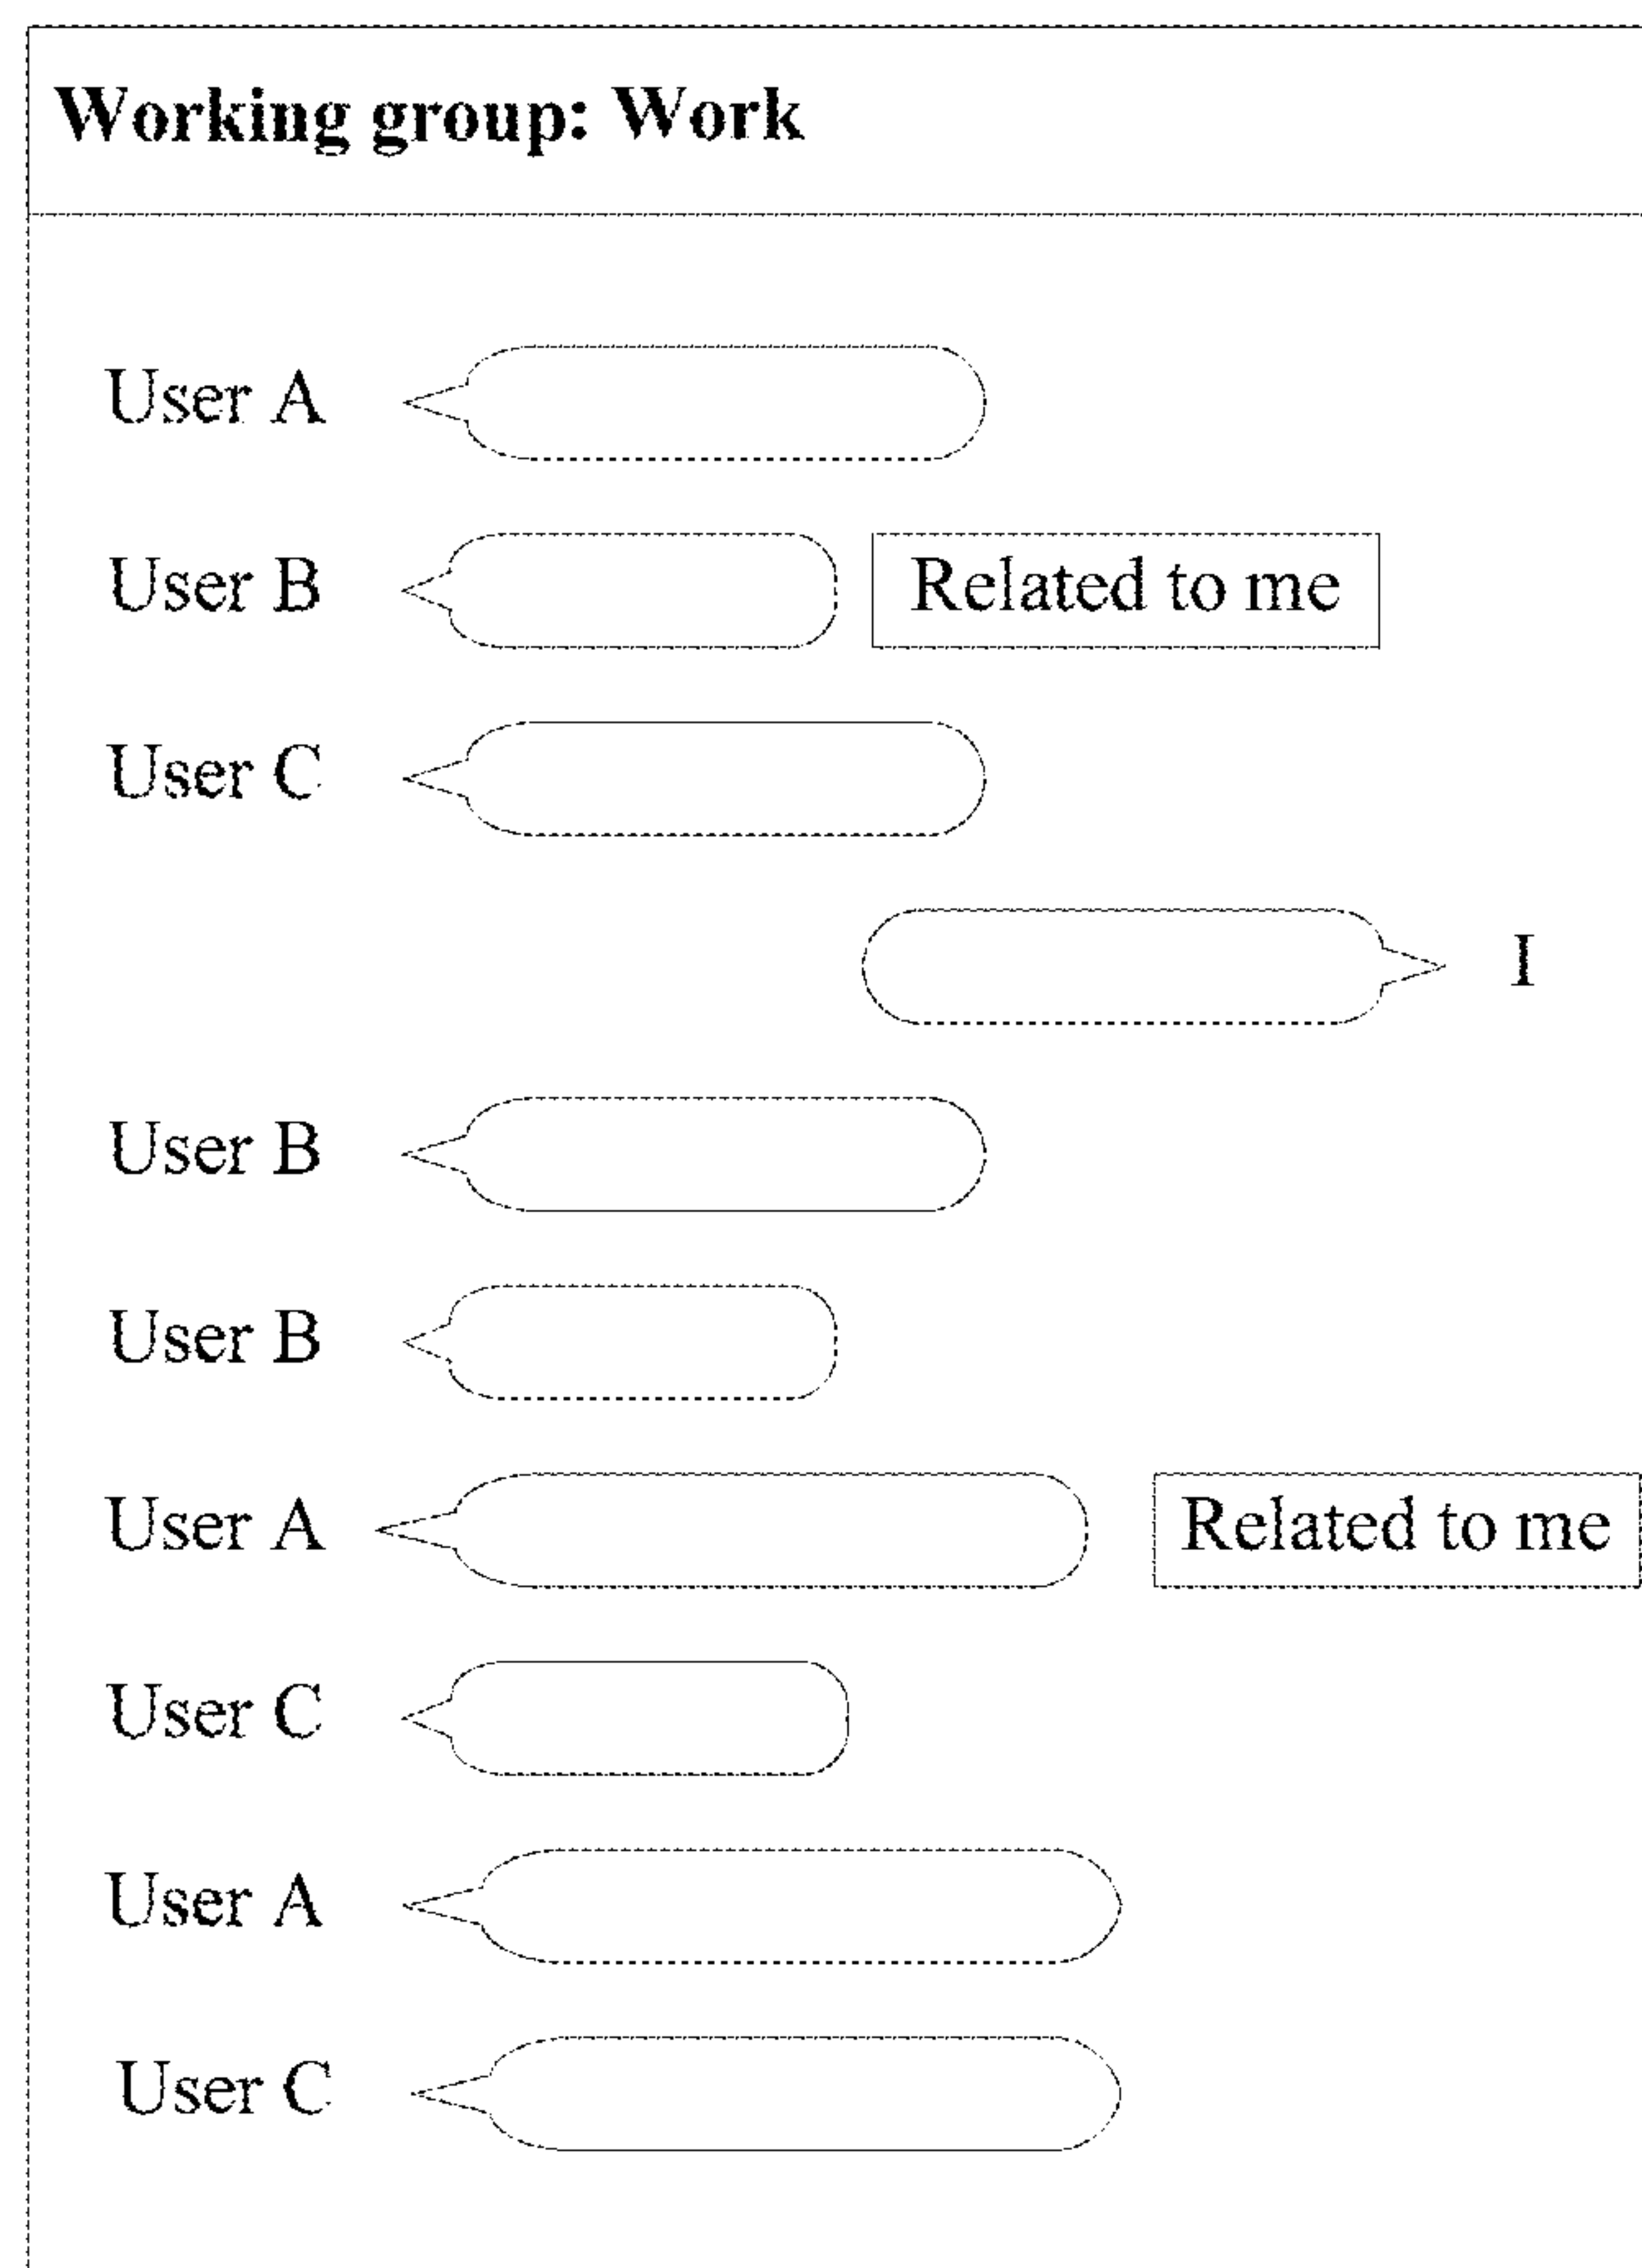 Working group: Work
User A
User B Related to me
User C
I
User B
User B
User A Related to me
User C
User A
User C